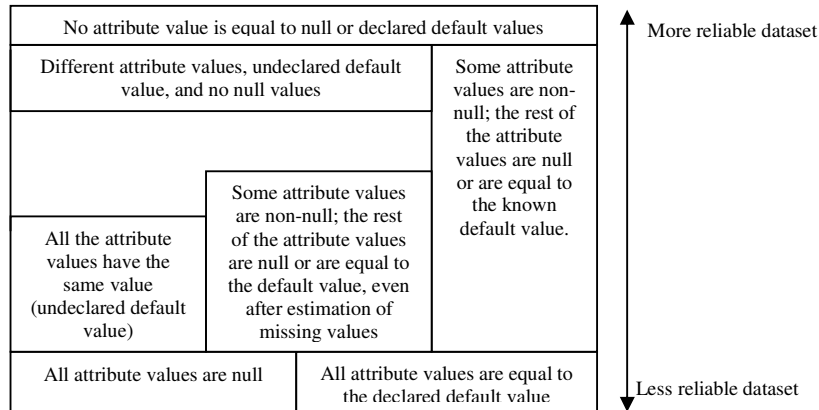 No attribute value is equal to null or declared default values
More reliable dataset
Different attribute values, undeclared default
value, and no null values
Some attribute
values are non-
null; the rest of
the attribute
values are null
or are equal to
the known
default value.
Some attribute values
are non-null; the rest
of the attribute values
are null or are equal to
the default value, even
after estimation of
missing values
All the attribute
values have the
same value
(undeclared default
value)
All attribute values are null
All attribute values are equal to
the declared default value
Less reliable dataset